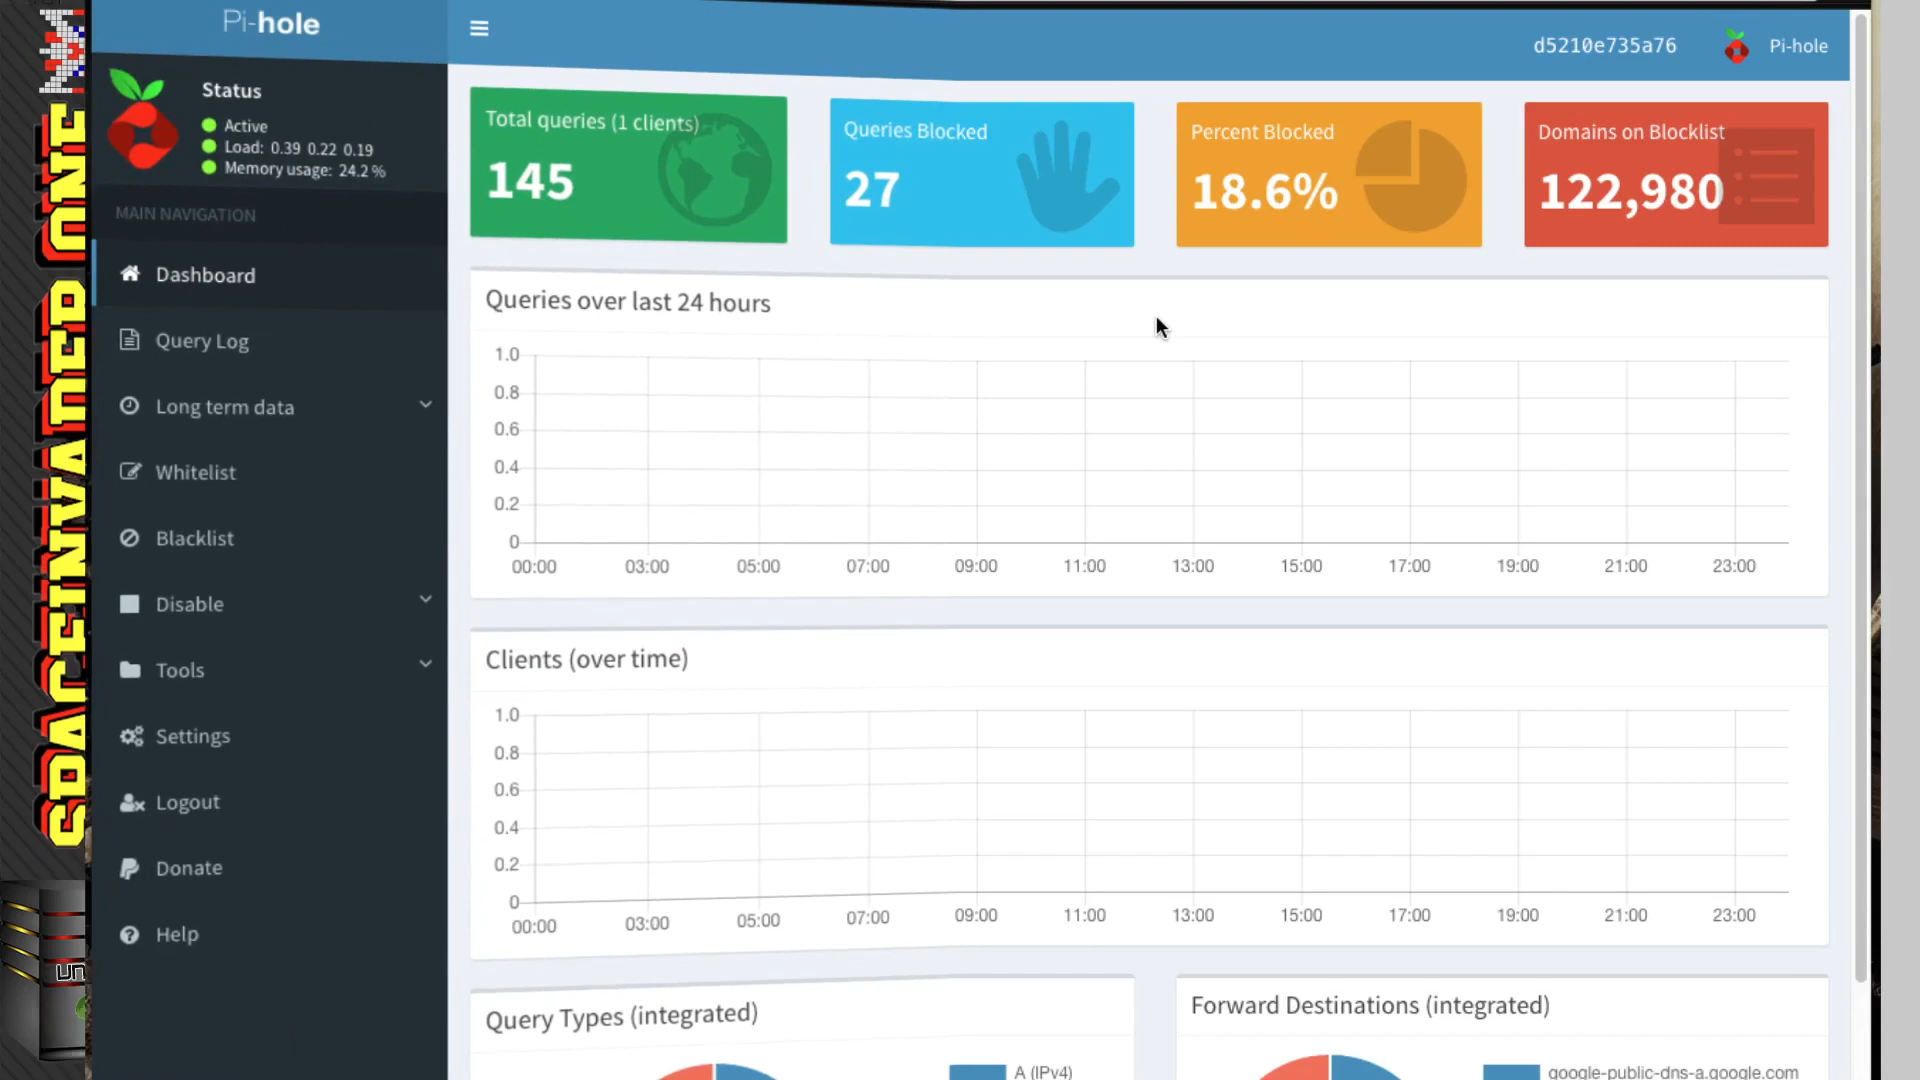 SPACEINVADER ONE
Pi-hole
d5210e735a76
Pi-hole
Status
Active
Load: 0.39 0.22 0.19
Memory usage: 24.2 %
MAIN NAVIGATION
Dashboard
Query Log
Long term data
Whitelist
Blacklist
Disable
Tools
Settings
Logout
Donate
Help
Total queries (1 clients)
145
Queries Blocked
27
Percent Blocked
18.6%
Domains on Blocklist
122,980
Queries over last 24 hours
1.0
0.8
0.6
0.4
0.2
0
00:00 03:00 05:00 07:00 09:00 11:00 13:00 15:00 17:00 19:00 21:00 23:00
Clients (over time)
1.0
0.8
0.6
0.4
0.2
0
00:00 03:00 05:00 07:00 09:00 11:00 13:00 15:00 17:00 19:00 21:00 23:00
Query Types (integrated)
A (IPv4)
Forward Destinations (integrated)
google-public-dns-a.google.com